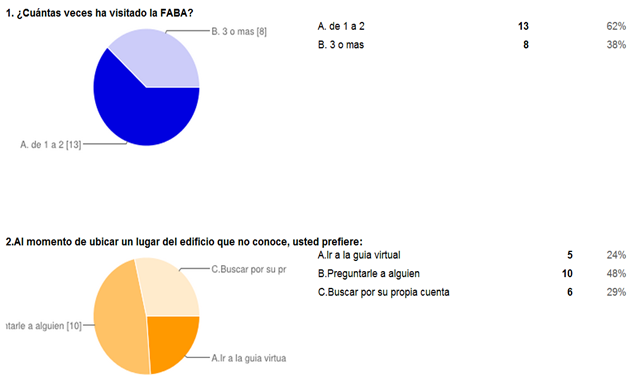 1. ¿Cuántas veces ha visitado la FABA?
B. 3 o mas [8]
A. de 1 a 2 [13]
A. de 1 a 2 13 62%
B. 3 o mas 8 38%
2.Al momento de ubicar un lugar del edificio que no conoce, usted prefiere:
C.Buscar por su pr
ntarle a alguien [10]
A.Ir a la guia virtua
A.Ir a la guia virtual 5 24%
B.Preguntarle a alguien 10 48%
C.Buscar por su propia cuenta 6 29%